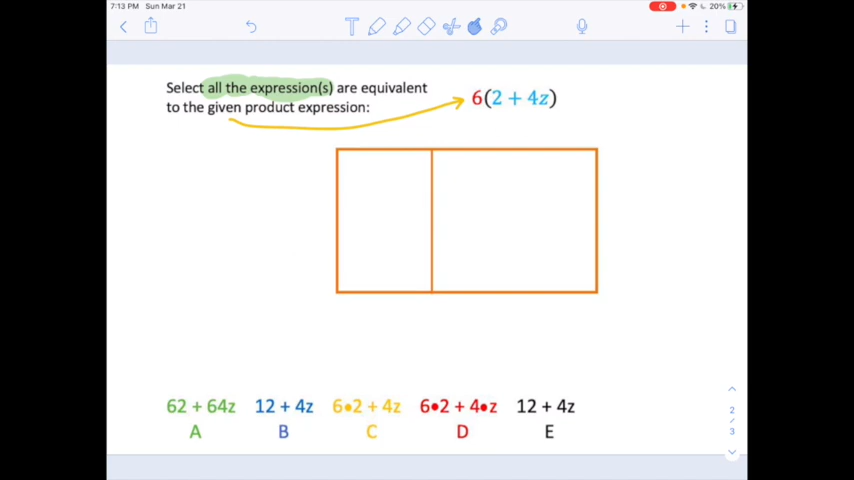 7:13 PM Sun Mar 21
20%
Select all the expression(s) are equivalent
to the given product expression:
6(2 + 4z)
62 + 64z 12 + 4z 6•2 + 4z 6•2 + 4•z 12 + 4z
A B C D E
2
/
3